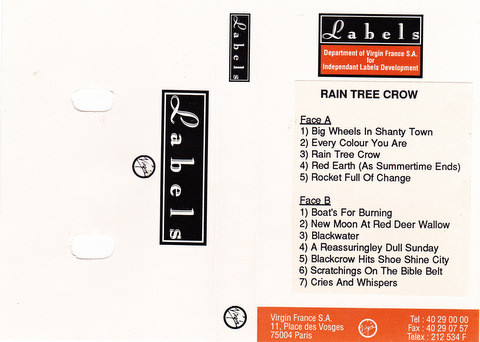 Labels
Labels
Virgin
Virgin
Labels
Department of Virgin France S.A.
for
Independant Labels Development
RAIN TREE CROW
Face A
1) Big Wheels In Shanty Town
2) Every Colour You Are
3) Rain Tree Crow
4) Red Earth (As Summertime Ends)
5) Rocket Full Of Change
Face B
1) Boat's For Burning
2) New Moon At Red Deer Wallow
3) Blackwater
4) A Reassuringley Dull Sunday
5) Blackcrow Hits Shoe Shine City
6) Scratchings On The Bible Belt
7) Cries And Whispers
Virgin France S.A.
11, Place des Vosges
75004 Paris
Virgin
Tel : 40 29 00 00
Fax : 40 29 07 57
Telex : 212 534 F